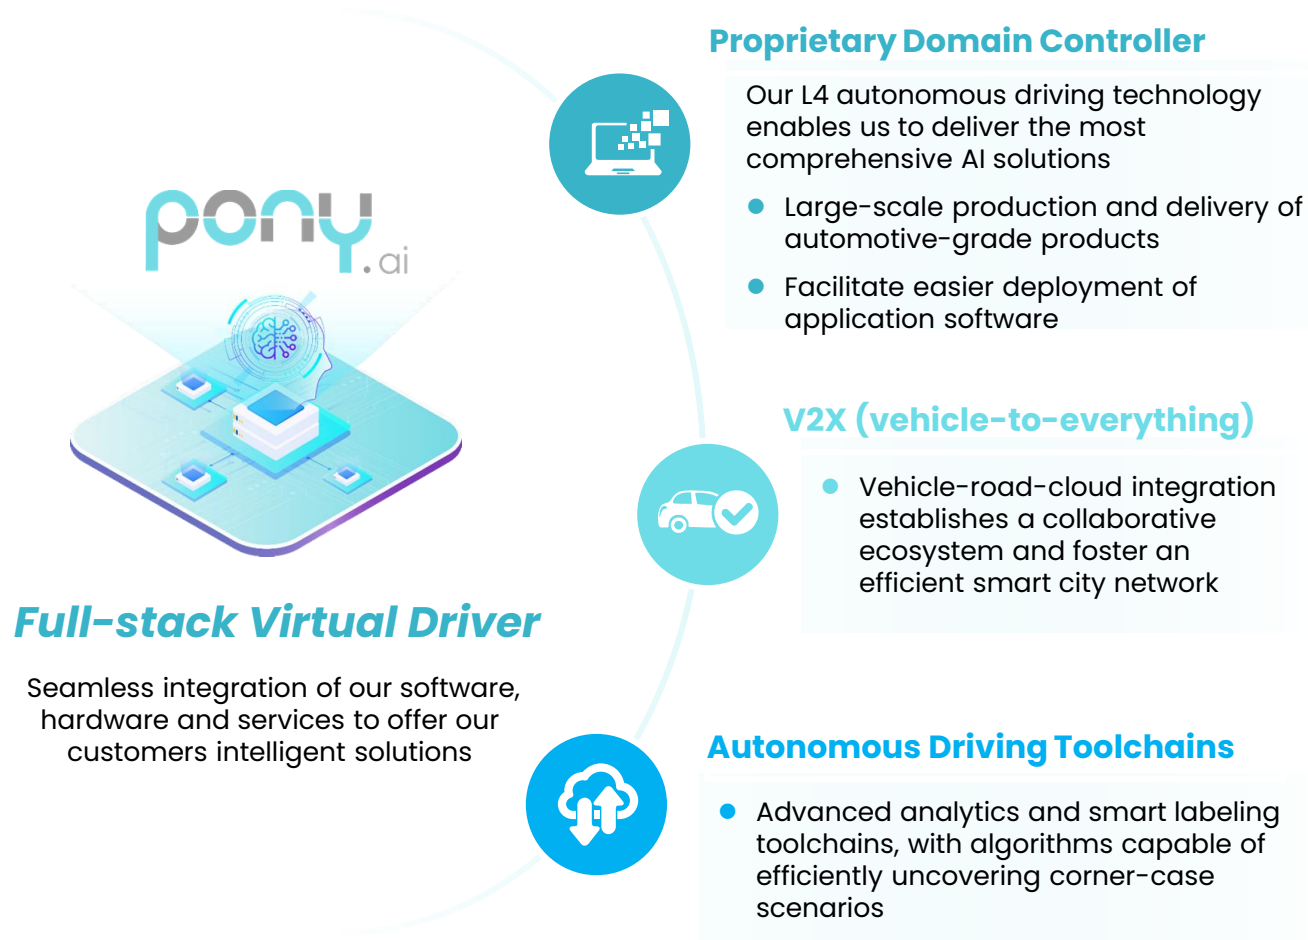 pony.ai
Full-stack Virtual Driver
Seamless integration of our software,
hardware and services to offer our
customers intelligent solutions
Proprietary Domain Controller
Our L4 autonomous driving technology
enables us to deliver the most
comprehensive AI solutions
Large-scale production and delivery of
automotive-grade products
Facilitate easier deployment of
application software
V2X (vehicle-to-everything)
Vehicle-road-cloud integration
establishes a collaborative
ecosystem and foster an
efficient smart city network
Autonomous Driving Toolchains
Advanced analytics and smart labeling
toolchains, with algorithms capable of
efficiently uncovering corner-case
scenarios